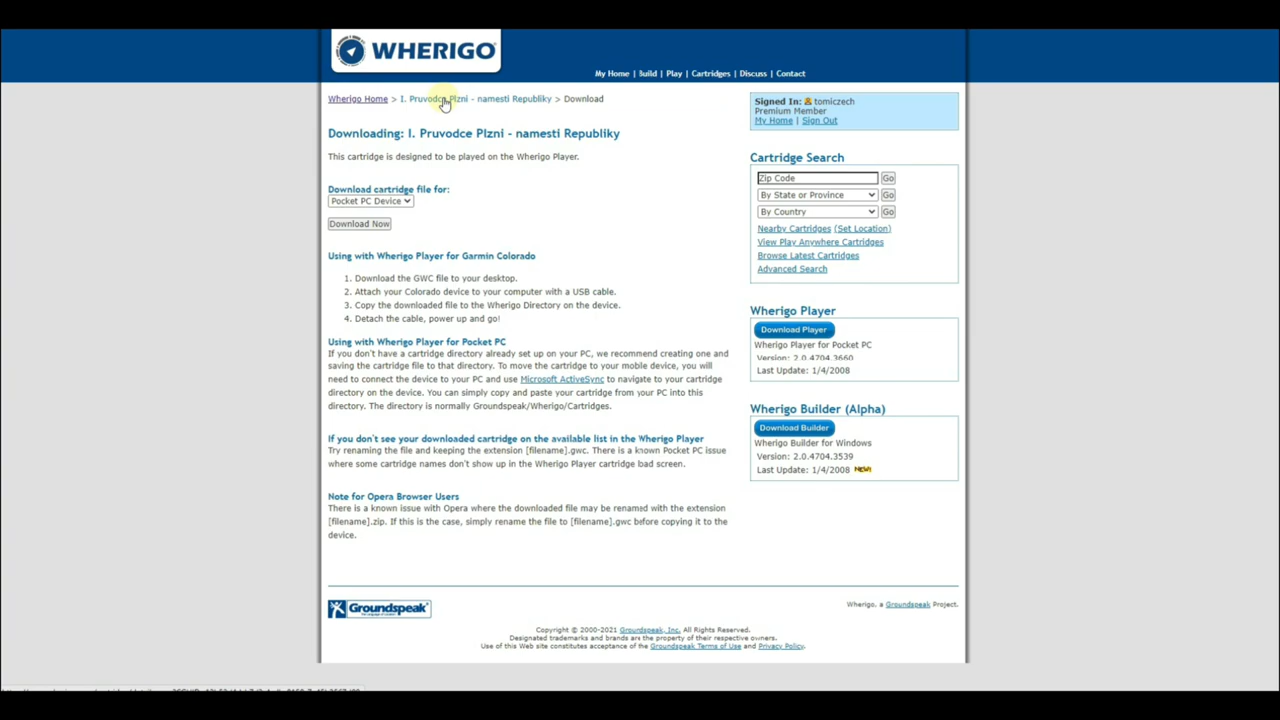 WHERIGO
My Home | Build | Play | Cartridges | Discuss | Contact
Wherigo Home > I. Pruvodce Plzni - namesti Republiky > Download
Downloading: I. Pruvodce Plzni - namesti Republiky
This cartridge is designed to be played on the Wherigo Player.
Download cartridge file for:
Pocket PC Device
Download Now
Using with Wherigo Player for Garmin Colorado
1. Download the GWC file to your desktop.
2. Attach your Colorado device to your computer with a USB cable.
3. Copy the downloaded file to the Wherigo Directory on the device.
4. Detach the cable, power up and go!
Using with Wherigo Player for Pocket PC
If you don't have a cartridge directory already set up on your PC, we recommend creating one and
saving the cartridge file to that directory. To move the cartridge to your mobile device, you will
need to connect the device to your PC and use Microsoft ActiveSync to navigate to your cartridge
directory on the device. You can simply copy and paste your cartridge from your PC into this
directory. The directory is normally Groundspeak/Wherigo/Cartridges.
If you don't see your downloaded cartridge on the available list in the Wherigo Player
Try renaming the file and keeping the extension [filename].gwc. There is a known Pocket PC issue
where some cartridge names don't show up in the Wherigo Player cartridge load screen.
Note for Opera Browser Users
There is a known issue with Opera where the downloaded file may be renamed with the extension
[filename].zip. If this is the case, simply rename the file to [filename].gwc before copying it to the
device.
Signed In: tomiczech
Premium Member
My Home | Sign Out
Cartridge Search
Zip Code Go
By State or Province Go
By Country Go
Nearby Cartridges (Set Location)
View Play Anywhere Cartridges
Browse Latest Cartridges
Advanced Search
Wherigo Player
Download Player
Wherigo Player for Pocket PC
Version: 2.0.4704.3660
Last Update: 1/4/2008
Wherigo Builder (Alpha)
Download Builder
Wherigo Builder for Windows
Version: 2.0.4704.3539
Last Update: 1/4/2008 NEW!
Groundspeak
Wherigo, a Groundspeak Project.
Copyright © 2000-2021 Groundspeak, Inc. All Rights Reserved.
Designated trademarks and brands are the property of their respective owners.
Use of this Web site constitutes acceptance of the Groundspeak Terms of Use and Privacy Policy.